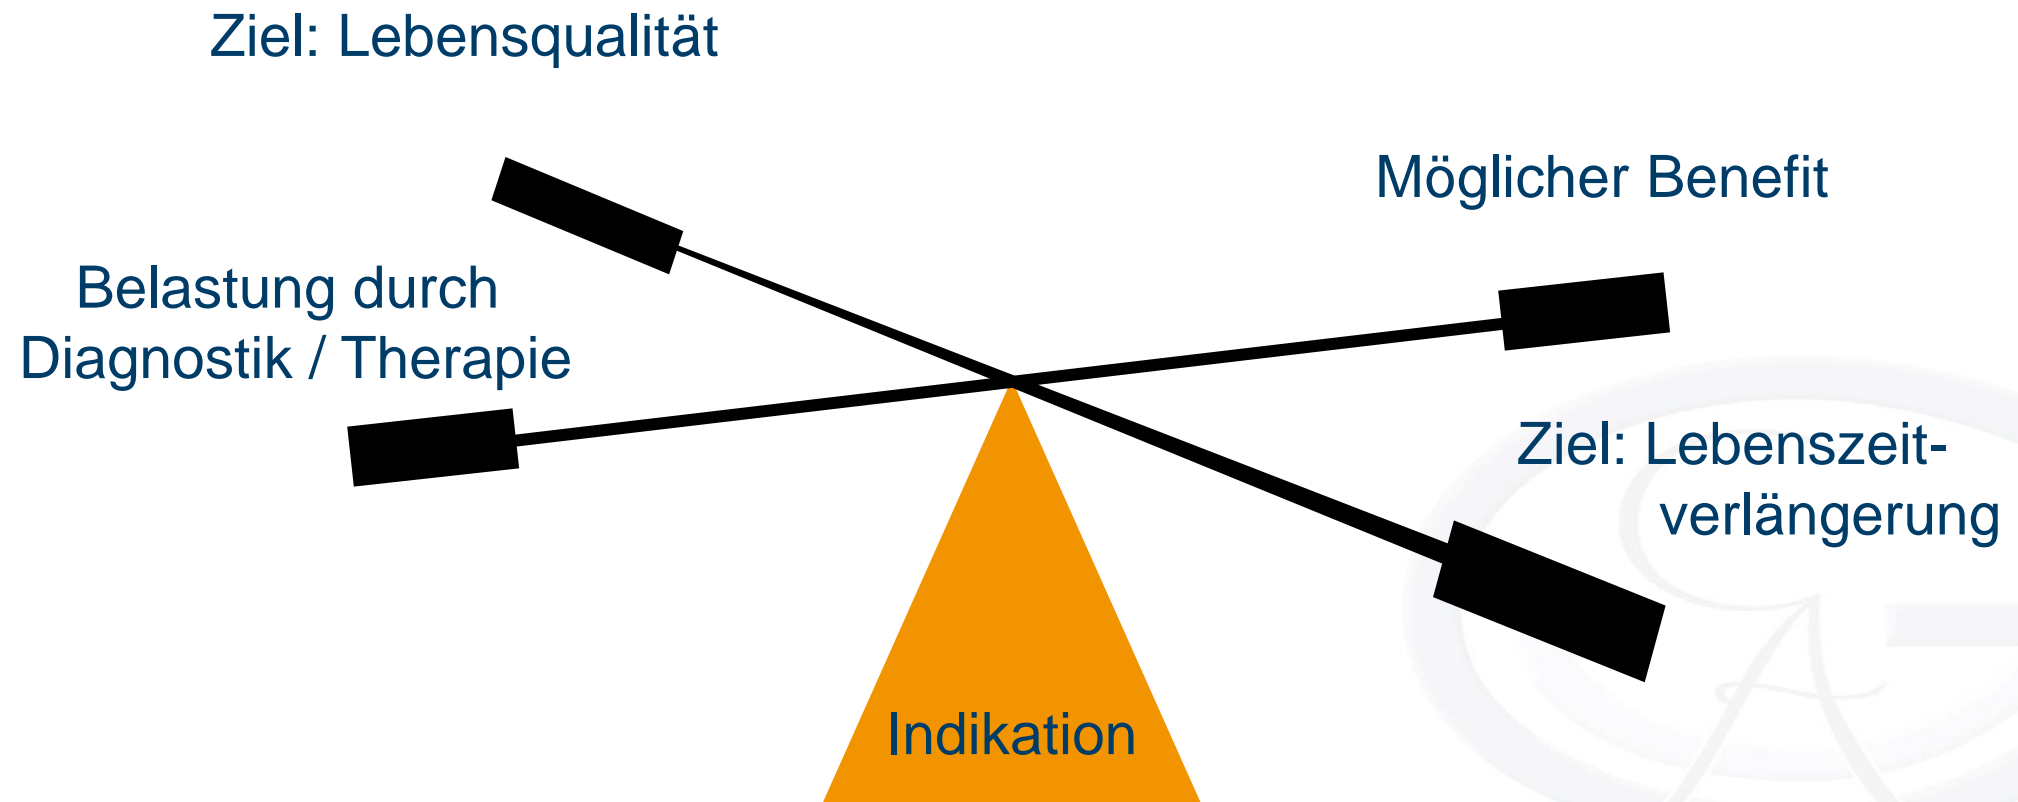 Ziel: Lebensqualität
Möglicher Benefit
Belastung durch
Diagnostik / Therapie
Ziel: Lebenszeit-
verlängerung
Indikation